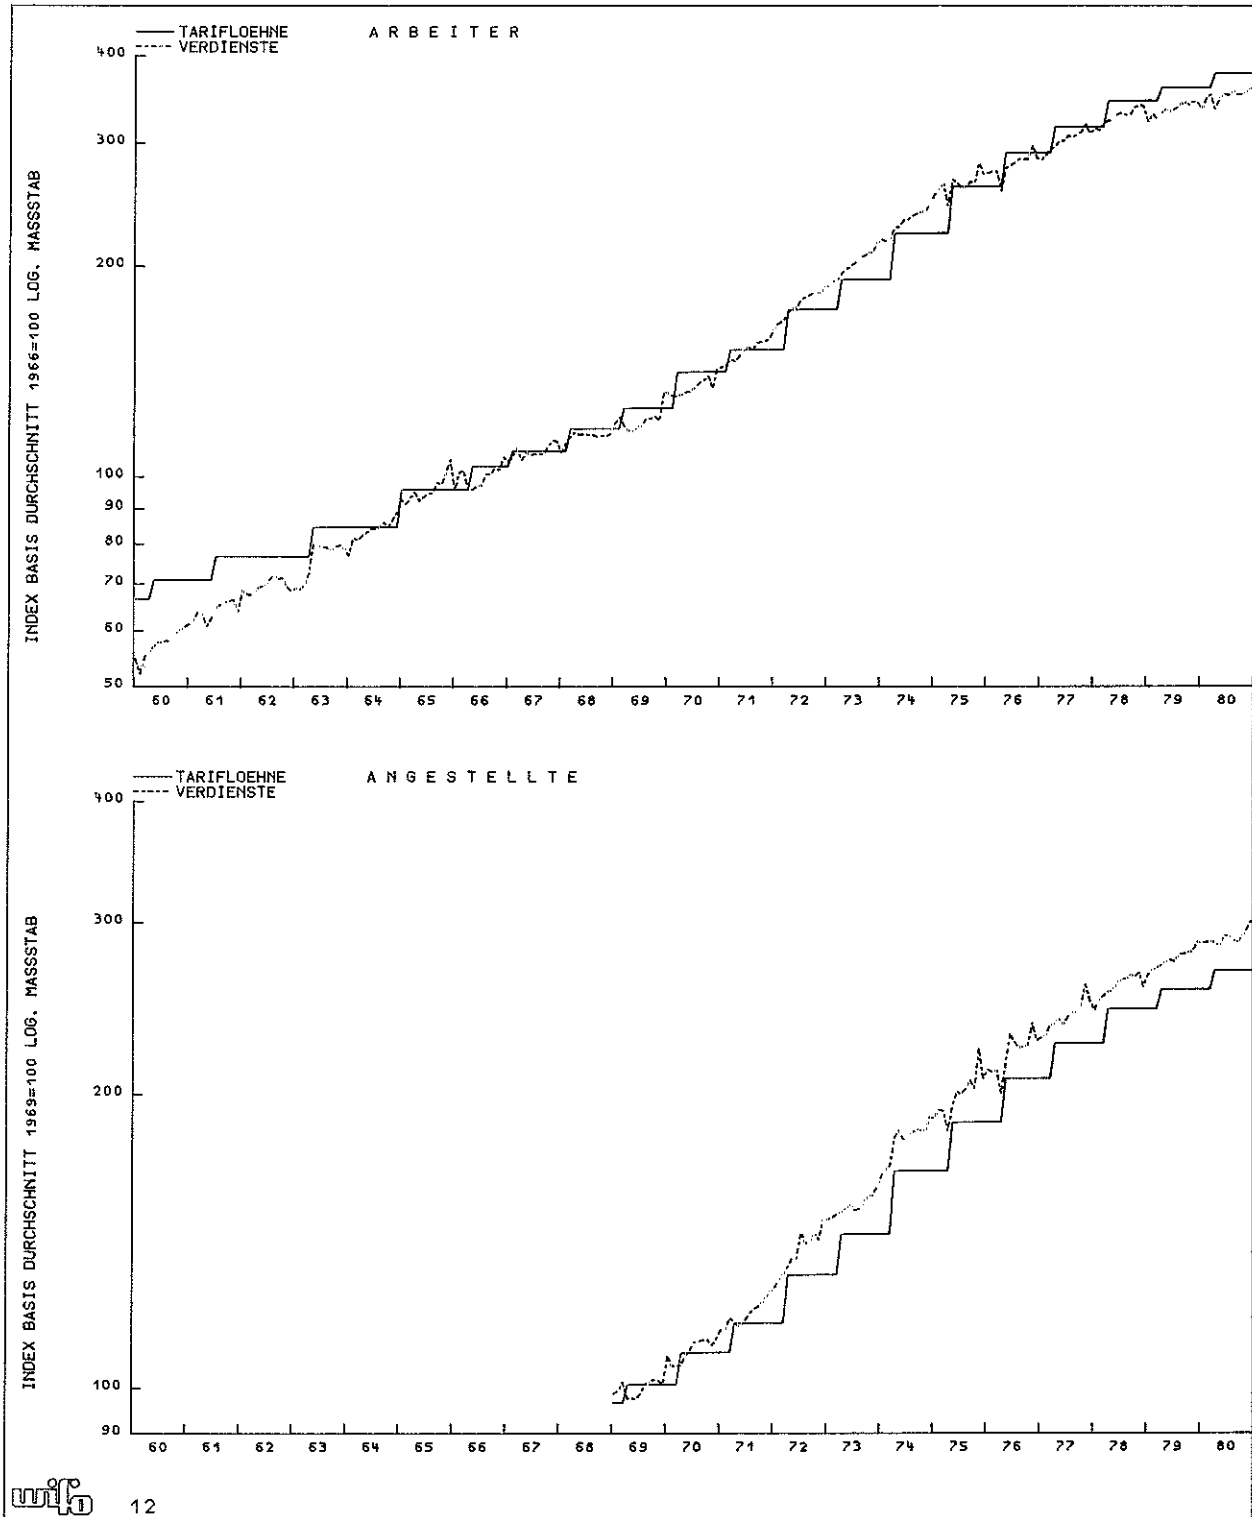 TARIFLOEHNE
VERDIENSTE
A R B E I T E R
INDEX BASIS DURCHSCHNITT 1966=100 LOG. MASSSTAB
400
300
200
100
90
80
70
60
50
60 61 62 63 64 65 66 67 68 69 70 71 72 73 74 75 76 77 78 79 80
TARIFLOEHNE
VERDIENSTE
A N G E S T E L L T E
INDEX BASIS DURCHSCHNITT 1969=100 LOG. MASSSTAB
400
300
200
100
90
60 61 62 63 64 65 66 67 68 69 70 71 72 73 74 75 76 77 78 79 80
wifo
12